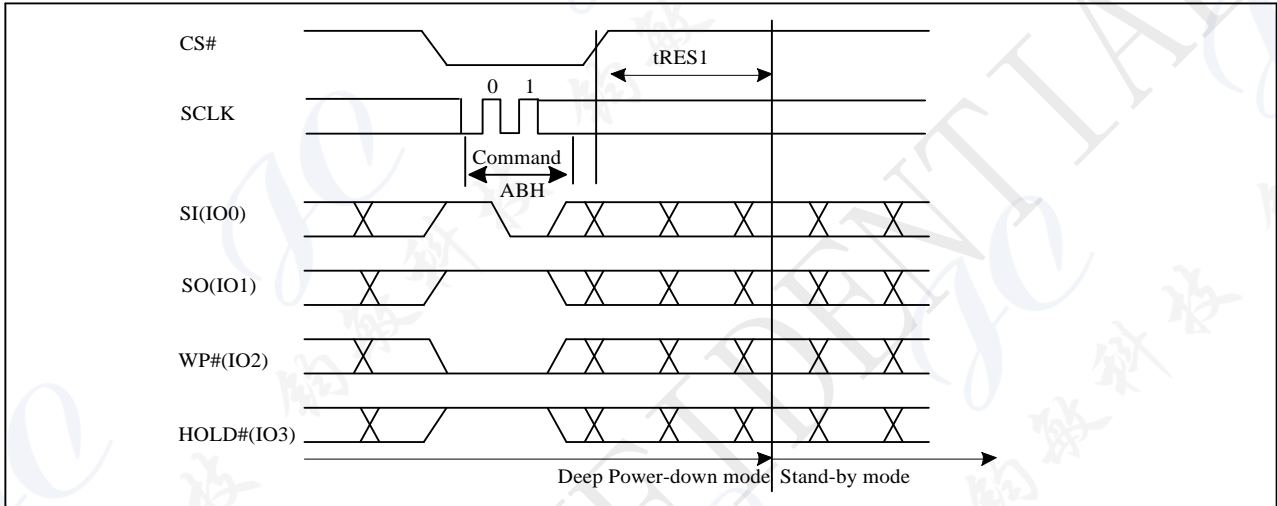 CS#
tRES1
0 1
SCLK
Command
ABH
SI(IO0)
SO(IO1)
WP#(IO2)
HOLD#(IO3)
Deep Power-down mode Stand-by mode